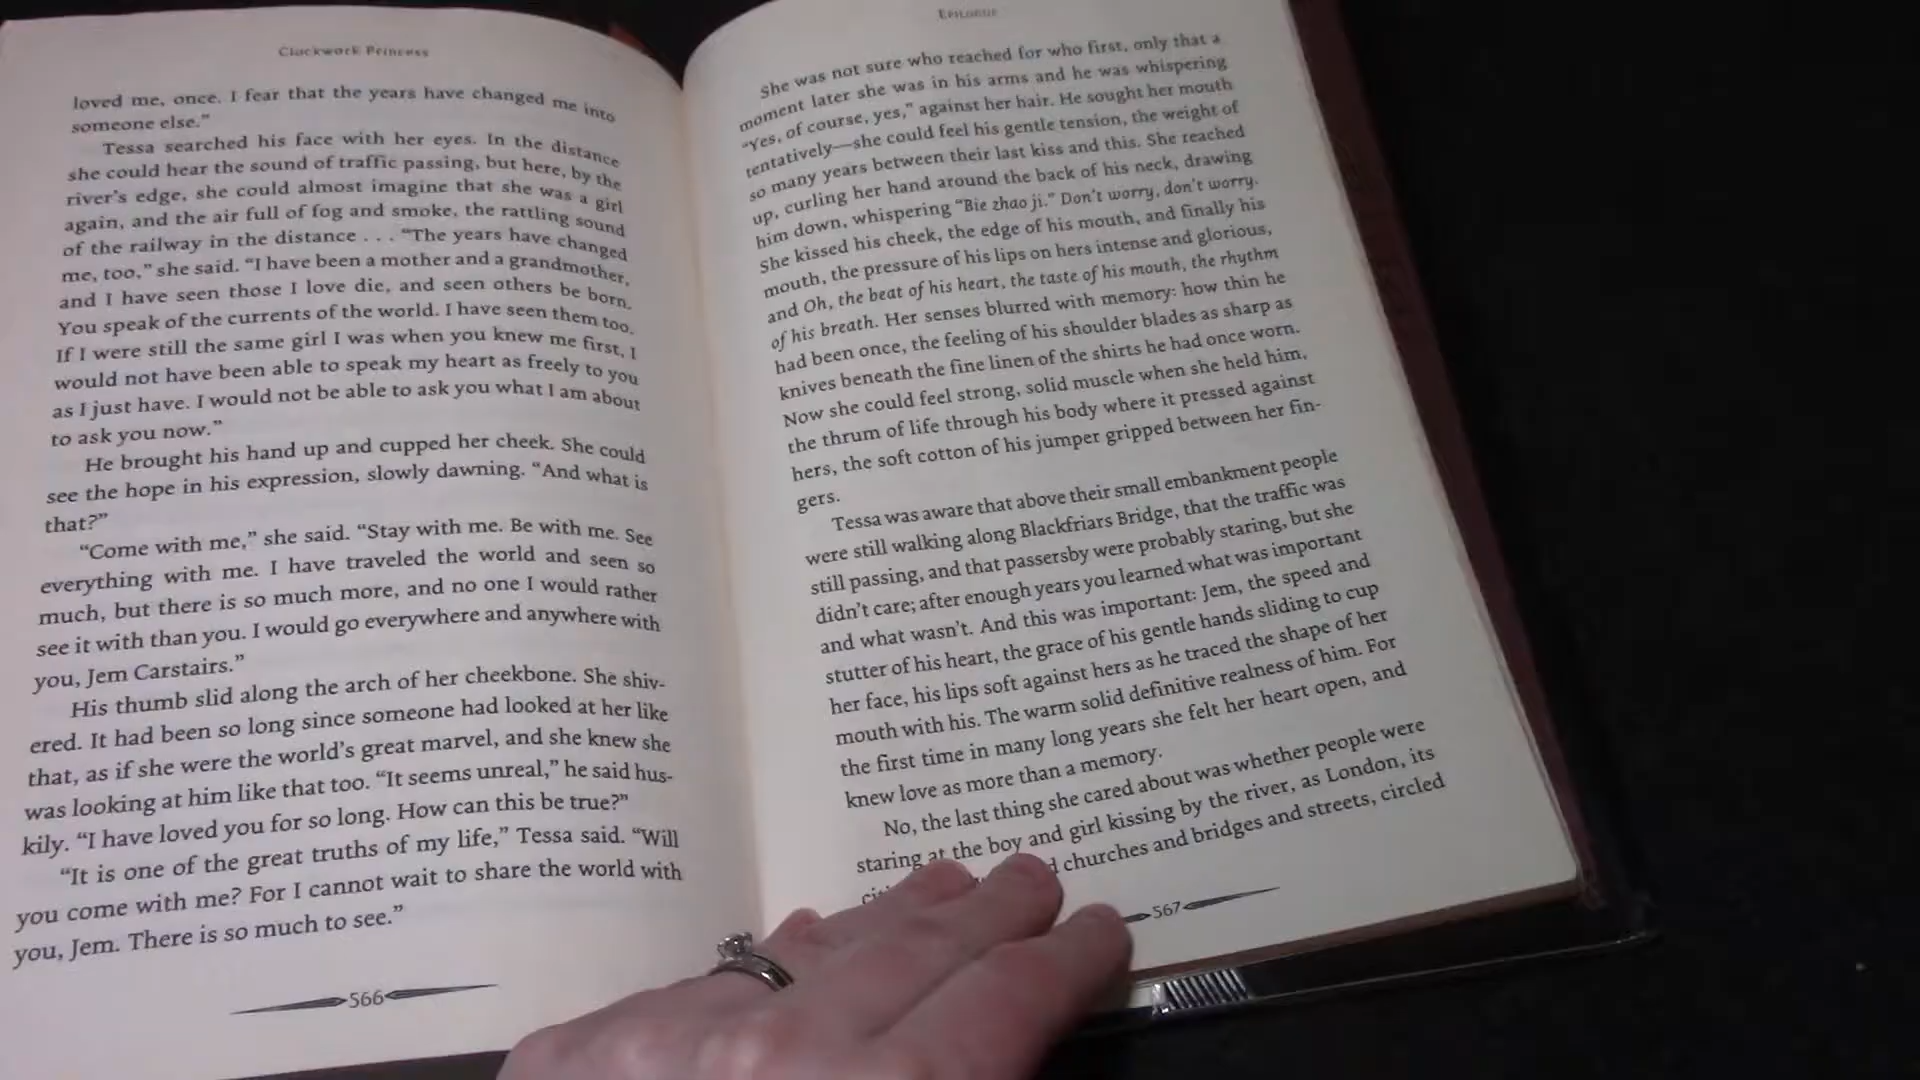 Clockwork Princess
loved me, once. I fear that the years have changed me into
someone else.”
Tessa searched his face with her eyes. In the distance
she could hear the sound of traffic passing, but here, by the
river’s edge, she could almost imagine that she was a girl
again, and the air full of fog and smoke, the rattling sound
of the railway in the distance . . . “The years have changed
me, too,” she said. “I have been a mother and a grandmother,
and I have seen those I love die, and seen others be born.
You speak of the currents of the world. I have seen them too.
If I were still the same girl I was when you knew me first, I
would not have been able to speak my heart as freely to you
as I just have. I would not be able to ask you what I am about
to ask you now.”
He brought his hand up and cupped her cheek. She could
see the hope in his expression, slowly dawning. “And what is
that?”
“Come with me,” she said. “Stay with me. Be with me. See
everything with me. I have traveled the world and seen so
much, but there is so much more, and no one I would rather
see it with than you. I would go everywhere and anywhere with
you, Jem Carstairs.”
His thumb slid along the arch of her cheekbone. She shiv-
ered. It had been so long since someone had looked at her like
that, as if she were the world’s great marvel, and she knew she
was looking at him like that too. “It seems unreal,” he said hus-
kily. “I have loved you for so long. How can this be true?”
“It is one of the great truths of my life,” Tessa said. “Will
you come with me? For I cannot wait to share the world with
you, Jem. There is so much to see.”
566
Epilogue
She was not sure who reached for who first, only that a
moment later she was in his arms and he was whispering
“Yes, of course, yes,” against her hair. He sought her mouth
tentatively—she could feel his gentle tension, the weight of
so many years between their last kiss and this. She reached
up, curling her hand around the back of his neck, drawing
him down, whispering “Bie zhao ji.” Don’t worry, don’t worry.
She kissed his cheek, the edge of his mouth, and finally his
mouth, the pressure of his lips on hers intense and glorious,
and Oh, the beat of his heart, the taste of his mouth, the rhythm
of his breath. Her senses blurred with memory: how thin he
had been once, the feeling of his shoulder blades as sharp as
knives beneath the fine linen of the shirts he had once worn.
Now she could feel strong, solid muscle when she held him,
the thrum of life through his body where it pressed against
hers, the soft cotton of his jumper gripped between her fin-
gers.
Tessa was aware that above their small embankment people
were still walking along Blackfriars Bridge, that the traffic was
still passing, and that passersby were probably staring, but she
didn’t care; after enough years you learned what was important
and what wasn’t. And this was important: Jem, the speed and
stutter of his heart, the grace of his gentle hands sliding to cup
her face, his lips soft against hers as he traced the shape of her
mouth with his. The warm solid definitive realness of him. For
the first time in many long years she felt her heart open, and
knew love as more than a memory.
No, the last thing she cared about was whether people were
staring at the boy and girl kissing by the river, as London, its
churches and bridges and streets, circled
567